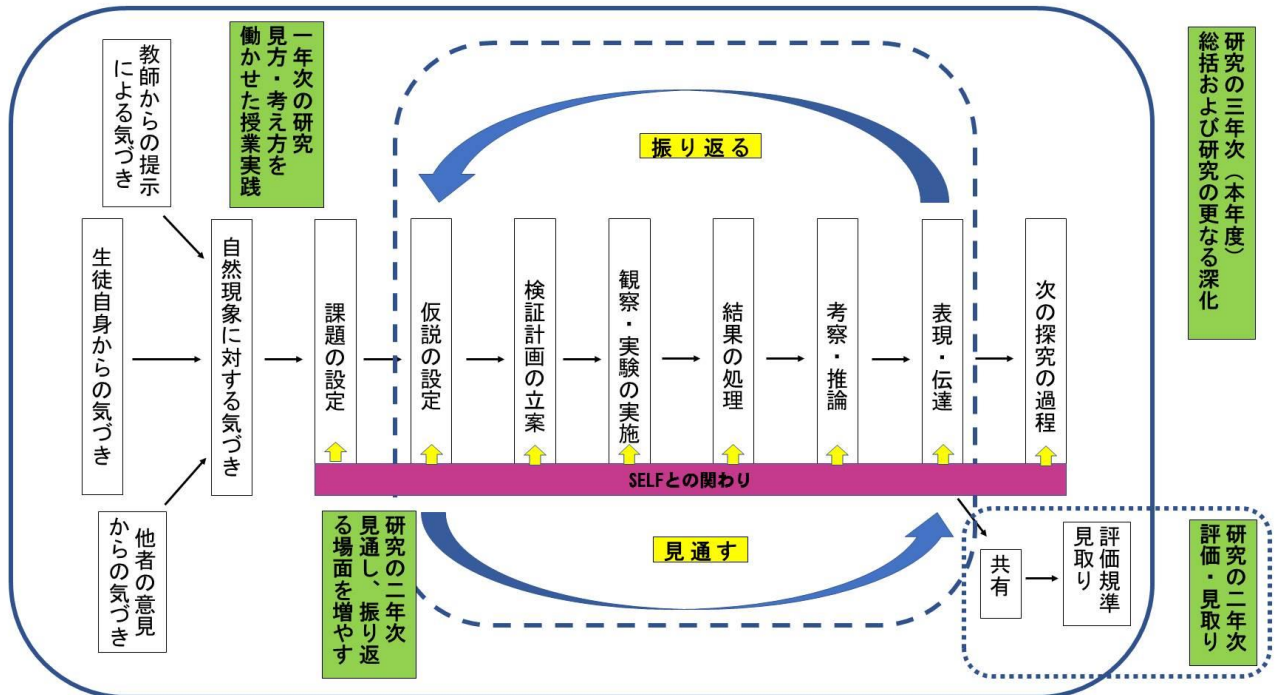 教師からの提示
による気づき
一年次の研究
見方・考え方を
働かせた授業実践
振り返る
研究の三年次（本年度）
総括および研究の更なる深化
生徒自身からの気づき
自然現象に対する気づき
課題の設定
仮説の設定
検証計画の立案
観察・実験の実施
結果の処理
考察・推論
表現・伝達
次の探究の過程
SELFとの関わり
他者の意見
からの気づき
研究の二年次
見通し、振り返
る場面を増やす
見通す
共有
評価規準
見取り
研究の二年次
評価・見取り